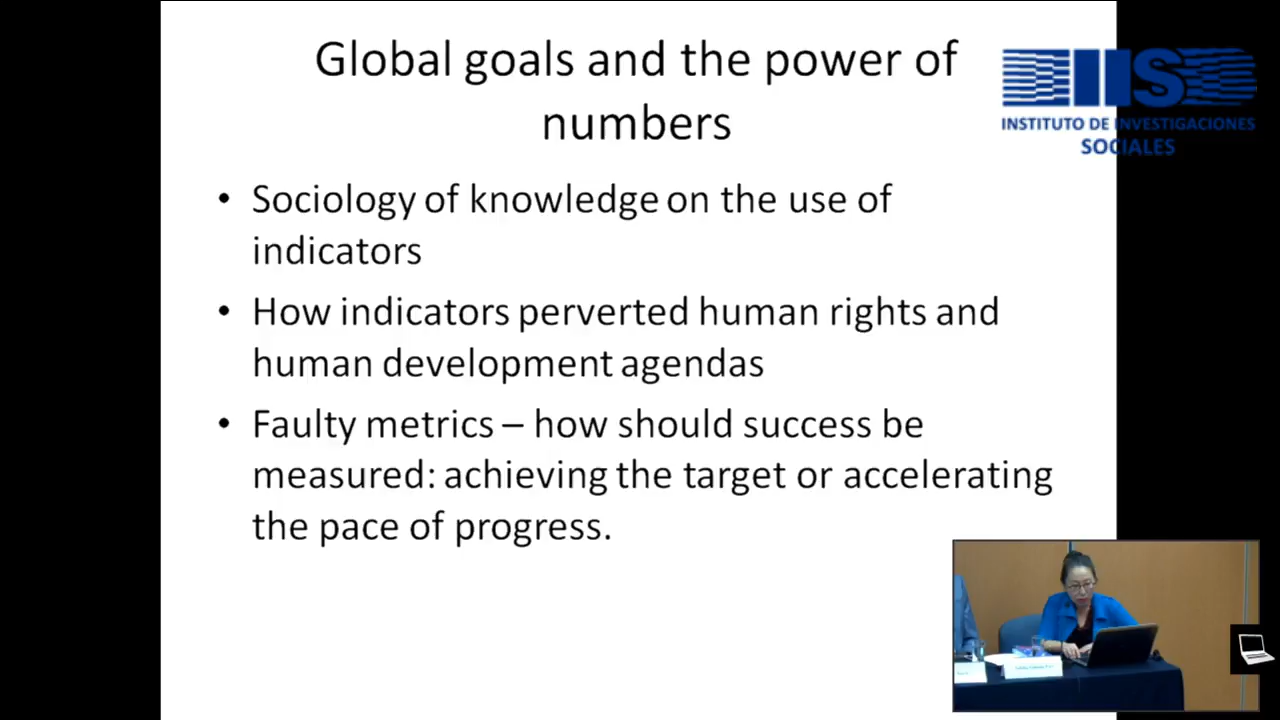 Global goals and the power of
numbers
IIS
INSTITUTO DE INVESTIGACIONES
SOCIALES
• Sociology of knowledge on the use of
indicators
• How indicators perverted human rights and
human development agendas
• Faulty metrics – how should success be
measured: achieving the target or accelerating
the pace of progress.